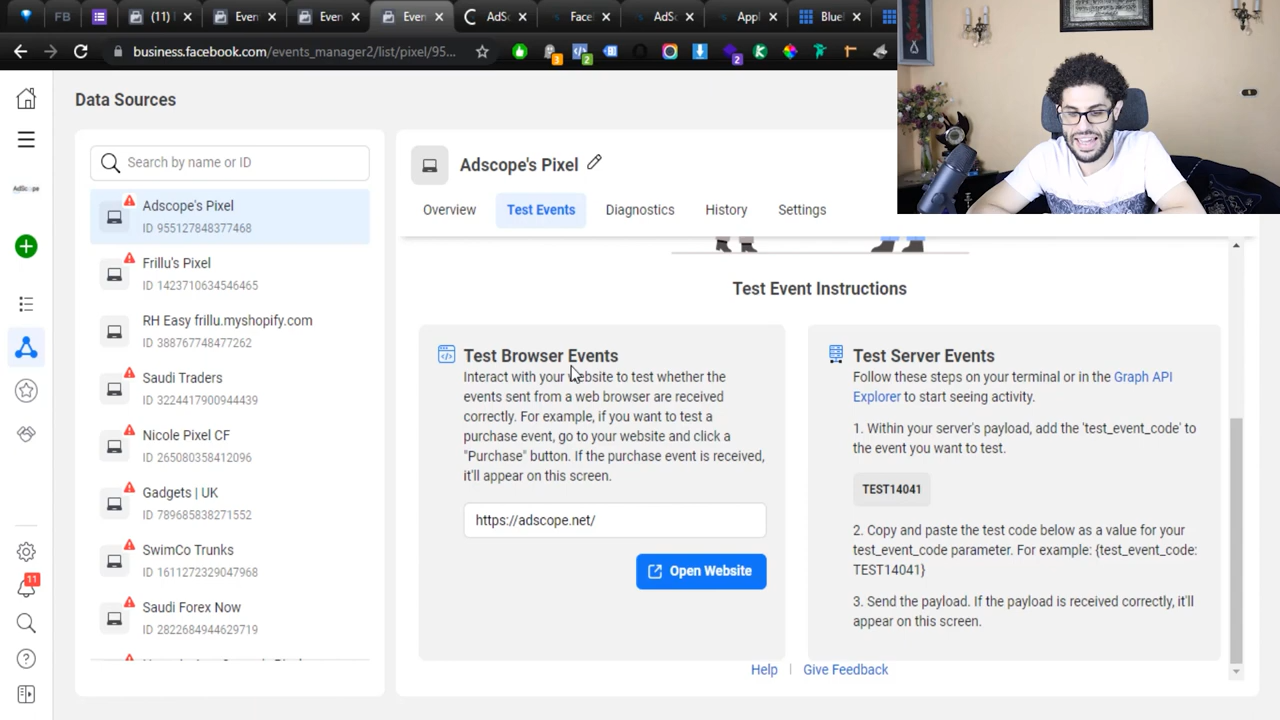 FB
(11)
Even
Even
Even
AdSc
Face
AdSc
Appl
Blue
business.facebook.com/events_manager2/list/pixel/95...
3
2
2
Data Sources
Search by name or ID
AdScope
Adscope's Pixel
ID 955127848377468
Frillu's Pixel
ID 1423710634546465
RH Easy frillu.myshopify.com
ID 388767748477262
Saudi Traders
ID 3224417900944439
Nicole Pixel CF
ID 265080358412096
Gadgets | UK
ID 789685838271552
SwimCo Trunks
ID 1611272329047968
Saudi Forex Now
ID 2822684944629719
11
Adscope's Pixel
Overview
Test Events
Diagnostics
History
Settings
Test Event Instructions
Test Browser Events
Interact with your website to test whether the
events sent from a web browser are received
correctly. For example, if you want to test a
purchase event, go to your website and click a
"Purchase" button. If the purchase event is received,
it'll appear on this screen.
https://adscope.net/
Open Website
Test Server Events
Follow these steps on your terminal or in the Graph API
Explorer to start seeing activity.
1. Within your server's payload, add the 'test_event_code' to
the event you want to test.
TEST14041
2. Copy and paste the test code below as a value for your
test_event_code parameter. For example: {test_event_code:
TEST14041}
3. Send the payload. If the payload is received correctly, it'll
appear on this screen.
Help | Give Feedback